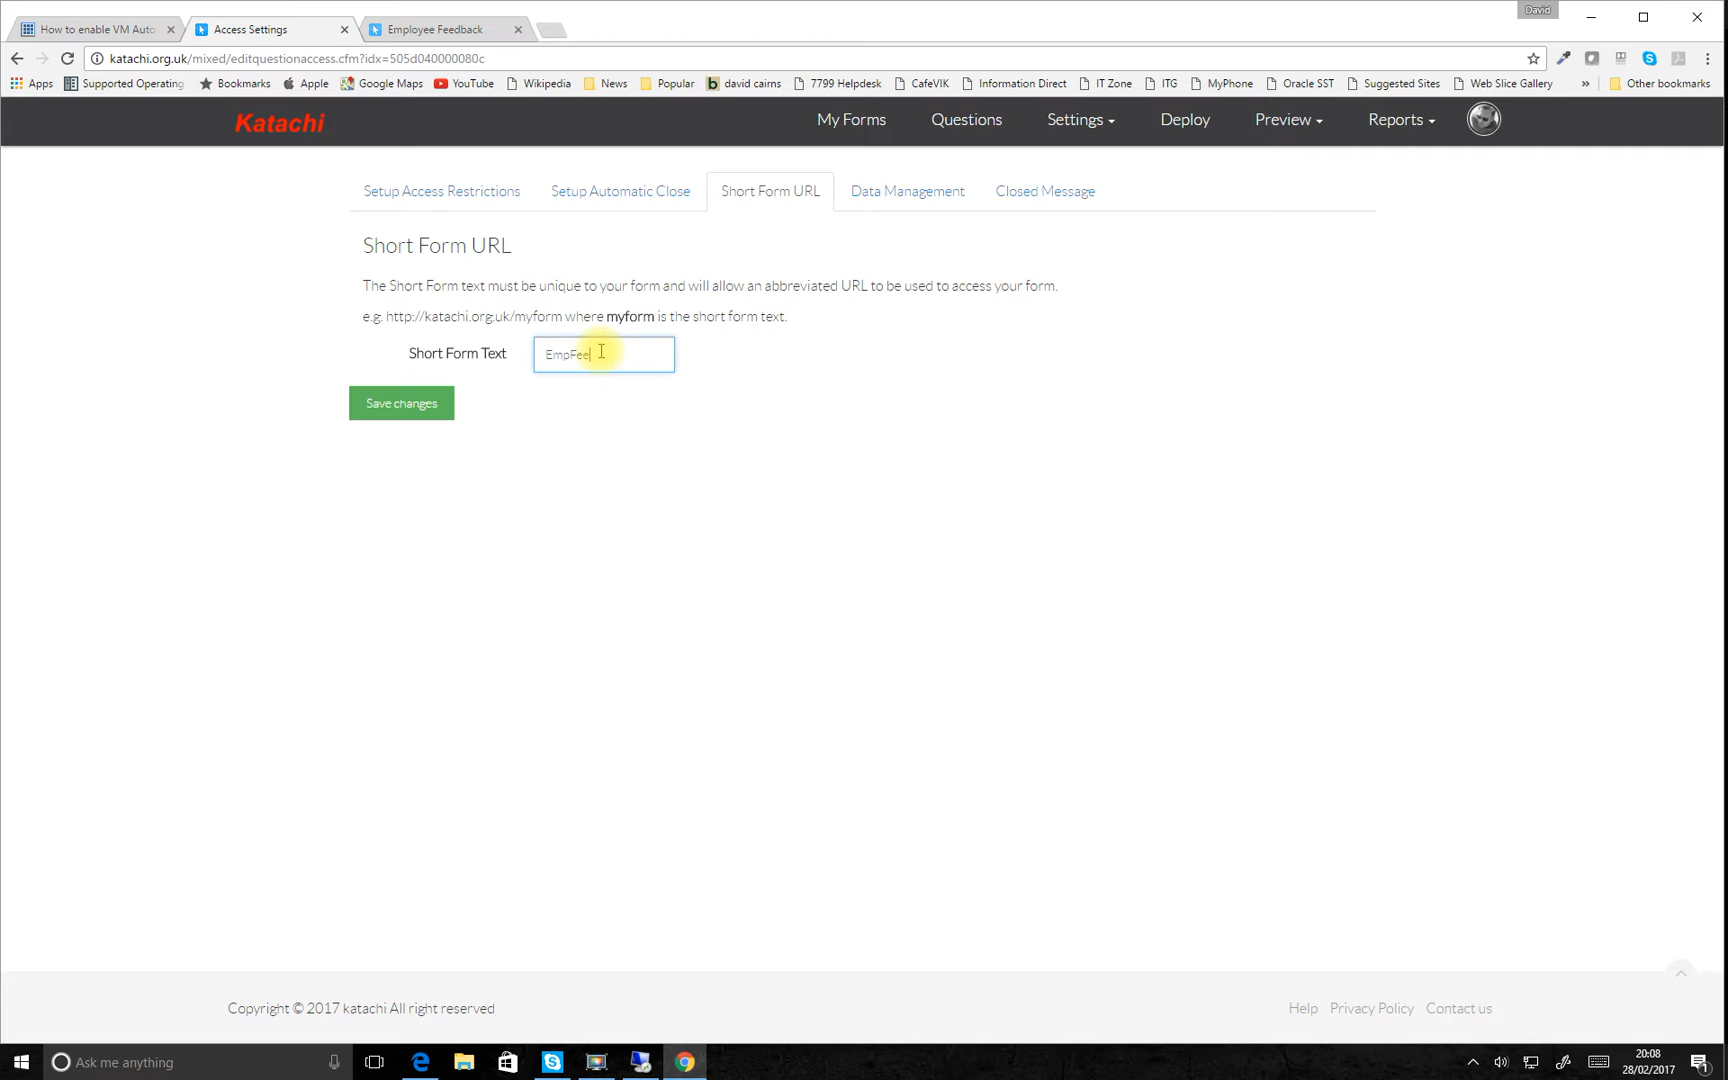 David
How to enable VM Auto
Access Settings
Employee Feedback
katachi.org.uk/mixed/editquestionaccess.cfm?idx=505d040000080c
Apps
Supported Operating
Bookmarks
Apple
Google Maps
YouTube
Wikipedia
News
Popular
david cairns
7799 Helpdesk
CafeVIK
Information Direct
IT Zone
ITG
MyPhone
Oracle SST
Suggested Sites
Web Slice Gallery
»
Other bookmarks
Katachi
My Forms
Questions
Settings
Deploy
Preview
Reports
Setup Access Restrictions
Setup Automatic Close
Short Form URL
Data Management
Closed Message
Short Form URL
The Short Form text must be unique to your form and will allow an abbreviated URL to be used to access your form.
e.g. http://katachi.org.uk/myform where myform is the short form text.
Short Form Text
EmpFee
Save changes
Copyright © 2017 katachi All right reserved
Help
Privacy Policy
Contact us
Ask me anything
20:08
28/02/2017
1